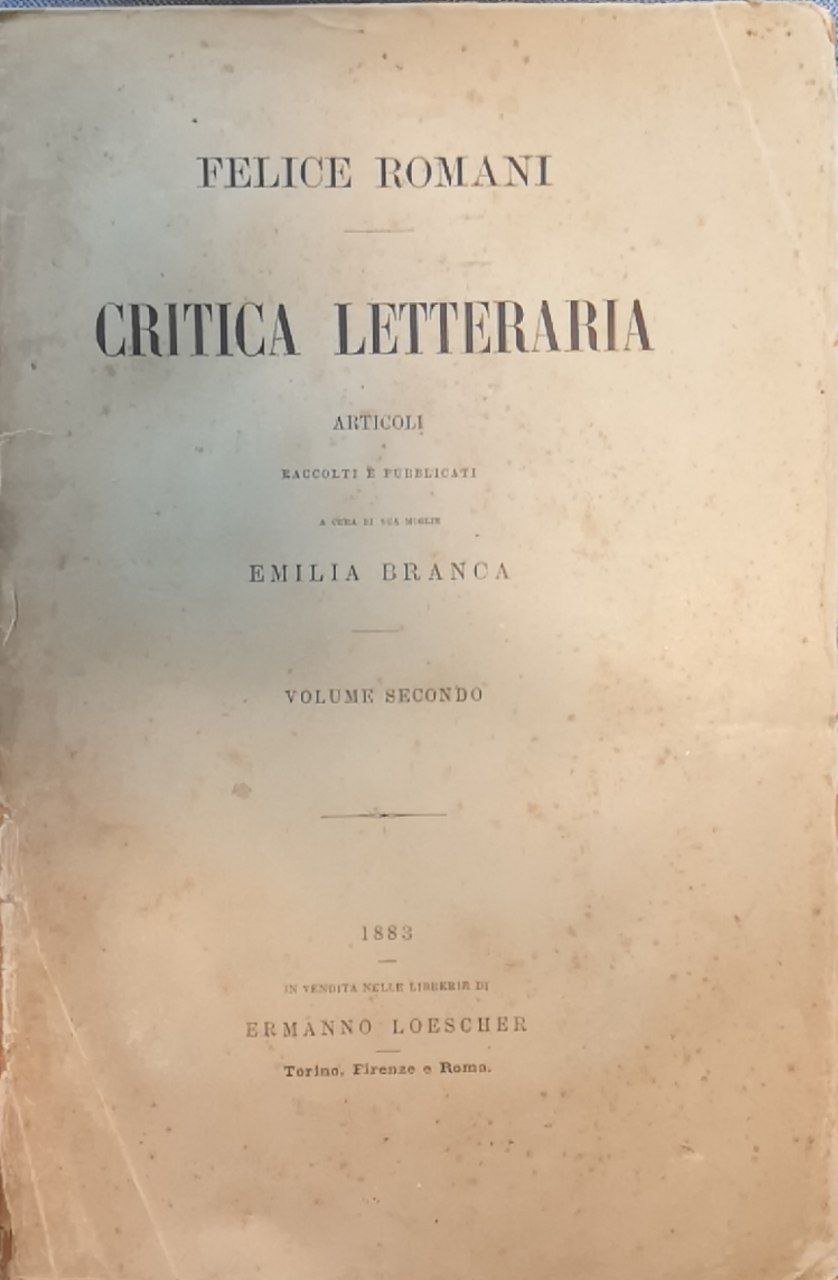 FELICE ROMANI
CRITICA LETTERARIA
ARTICOLI
RACCOLTI E PUBBLICATI
A CURA DI SUA MOGLIE
EMILIA BRANCA
VOLUME SECONDO
1883
IN VENDITA NELLE LIBRERIE DI
ERMANNO LOESCHER
Torino, Firenze e Roma.